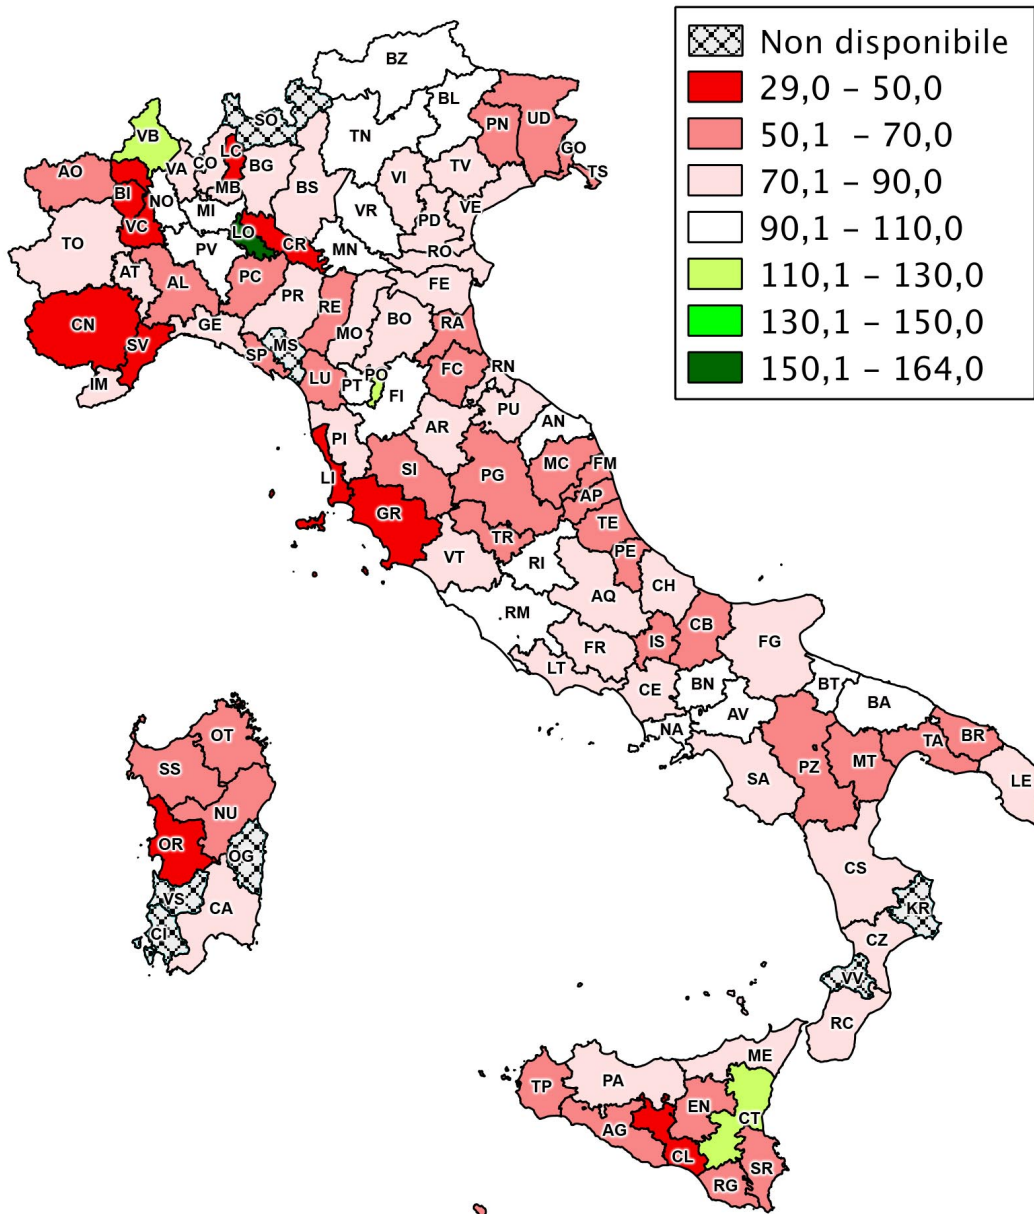 Non disponibile
29,0 – 50,0
50,1 – 70,0
70,1 – 90,0
90,1 – 110,0
110,1 – 130,0
130,1 – 150,0
150,1 – 164,0
BZ
BL
SO
TN
PN
UD
VB
LC
GO
AO
VA
CO
BG
TS
BI
MB
BS
VI
TV
NO
MI
VR
PD
VE
VC
LO
TO
PV
CR
MN
RO
AT
AL
PC
PR
RE
FE
CN
GE
MO
BO
RA
SV
SP
MS
LU
PT
PO
FI
FC
RN
IM
PU
AR
AN
PI
LI
SI
PG
MC
FM
AP
GR
TE
TR
PE
VT
RI
CH
AQ
RM
CB
IS
FG
FR
LT
CE
BN
BT
BA
AV
NA
OT
TA
BR
SS
SA
PZ
MT
LE
NU
OR
OG
CS
VS
CA
KR
CI
CZ
VV
RC
ME
TP
PA
EN
AG
CT
CL
SR
RG